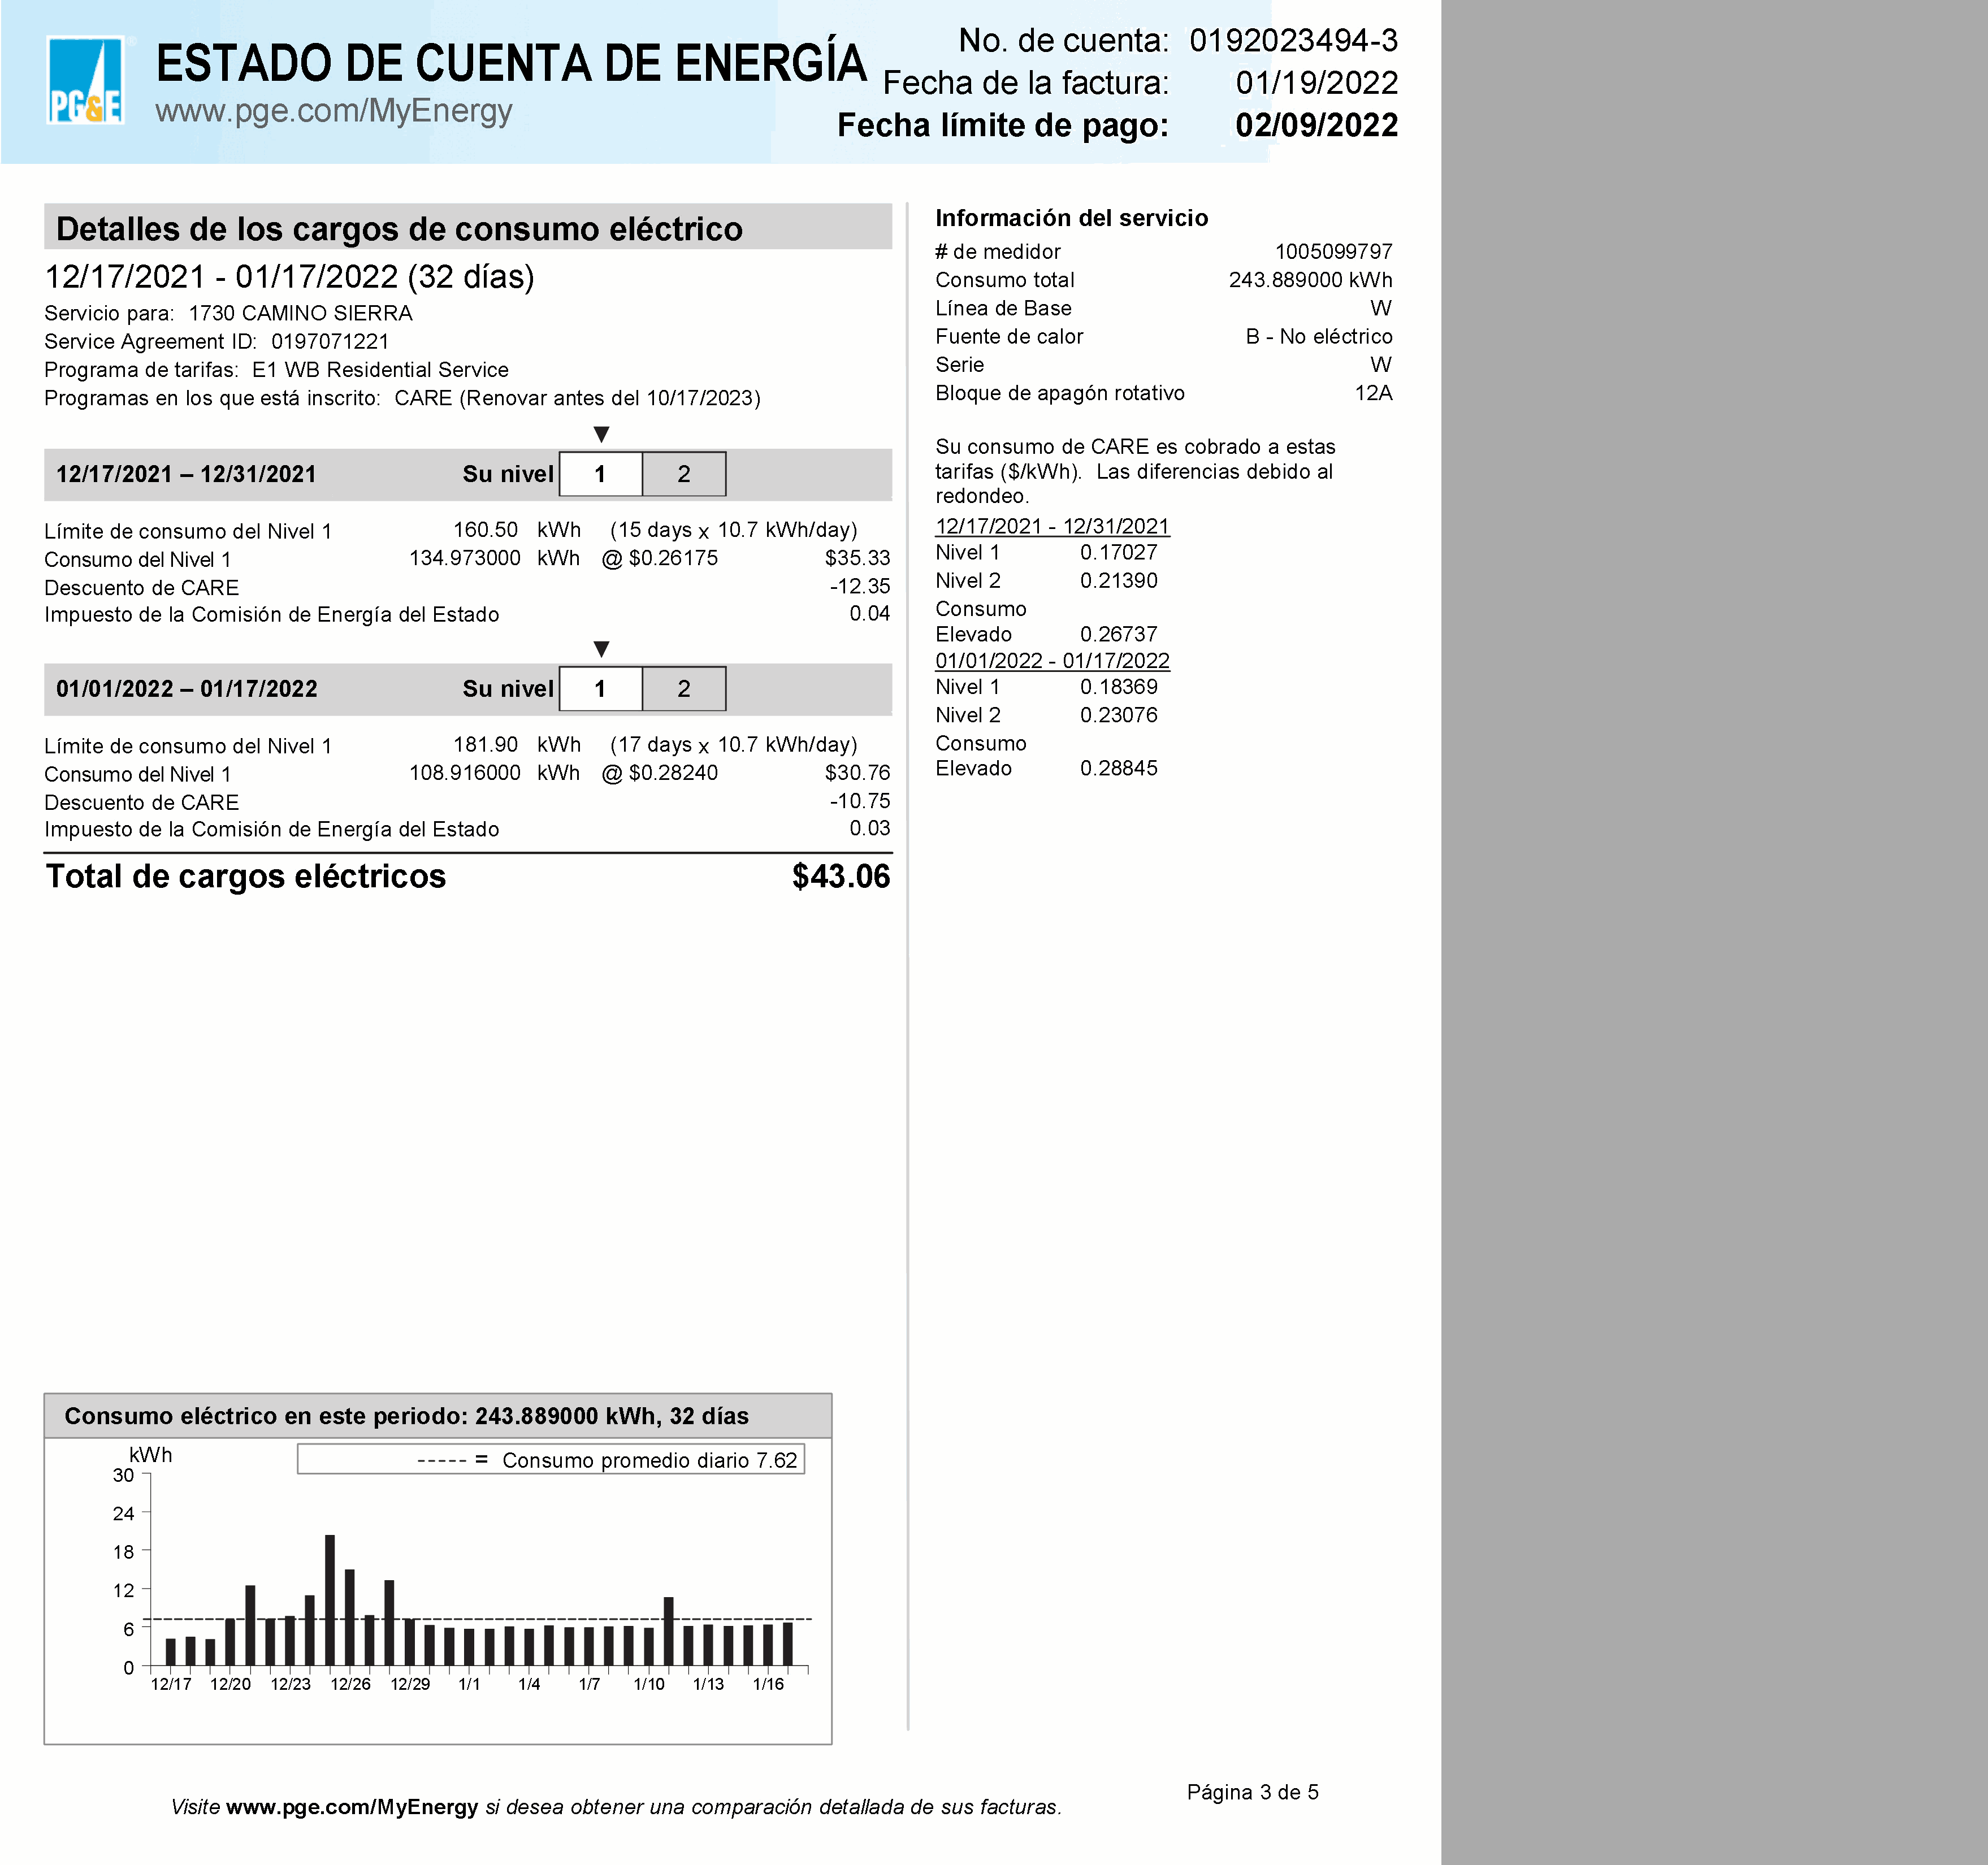 PG&E
ESTADO DE CUENTA DE ENERGÍA
www.pge.com/MyEnergy
No. de cuenta: 0192023494-3
Fecha de la factura: 01/19/2022
Fecha límite de pago: 02/09/2022
Detalles de los cargos de consumo eléctrico
12/17/2021 - 01/17/2022 (32 días)
Servicio para: 1730 CAMINO SIERRA
Service Agreement ID: 0197071221
Programa de tarifas: E1 WB Residential Service
Programas en los que está inscrito: CARE (Renovar antes del 10/17/2023)
12/17/2021 – 12/31/2021 Su nivel 1 2
Límite de consumo del Nivel 1 160.50 kWh (15 days x 10.7 kWh/day)
Consumo del Nivel 1 134.973000 kWh @ $0.26175 $35.33
Descuento de CARE -12.35
Impuesto de la Comisión de Energía del Estado 0.04
01/01/2022 – 01/17/2022 Su nivel 1 2
Límite de consumo del Nivel 1 181.90 kWh (17 days x 10.7 kWh/day)
Consumo del Nivel 1 108.916000 kWh @ $0.28240 $30.76
Descuento de CARE -10.75
Impuesto de la Comisión de Energía del Estado 0.03
Total de cargos eléctricos $43.06
Información del servicio
# de medidor 1005099797
Consumo total 243.889000 kWh
Línea de Base W
Fuente de calor B - No eléctrico
Serie W
Bloque de apagón rotativo 12A
Su consumo de CARE es cobrado a estas
tarifas ($/kWh). Las diferencias debido al
redondeo.
12/17/2021 - 12/31/2021
Nivel 1 0.17027
Nivel 2 0.21390
Consumo
Elevado 0.26737
01/01/2022 - 01/17/2022
Nivel 1 0.18369
Nivel 2 0.23076
Consumo
Elevado 0.28845
Consumo eléctrico en este periodo: 243.889000 kWh, 32 días
kWh
----- = Consumo promedio diario 7.62
30
24
18
12
6
0
12/17 12/20 12/23 12/26 12/29 1/1 1/4 1/7 1/10 1/13 1/16
Visite www.pge.com/MyEnergy si desea obtener una comparación detallada de sus facturas.
Página 3 de 5